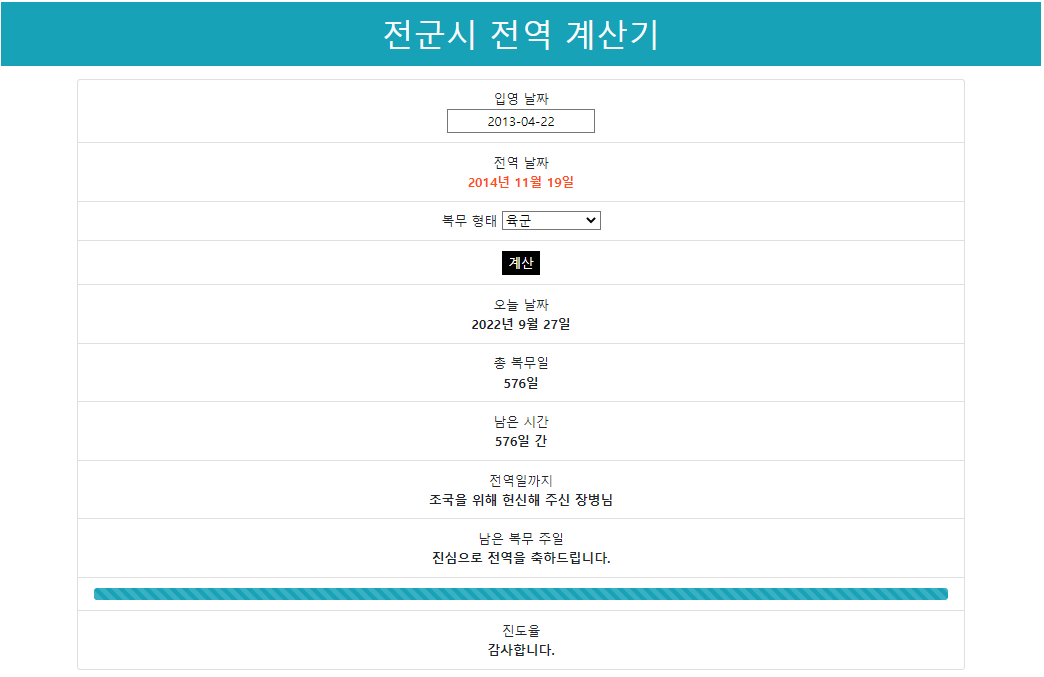 전군시 전역 계산기
입영 날짜
2013-04-22
전역 날짜
2014년 11월 19일
복무 형태 육군
계산
오늘 날짜
2022년 9월 27일
총 복무일
576일
남은 시간
576일 간
전역일까지
조국을 위해 헌신해 주신 장병님
남은 복무 주일
진심으로 전역을 축하드립니다.
진도율
감사합니다.